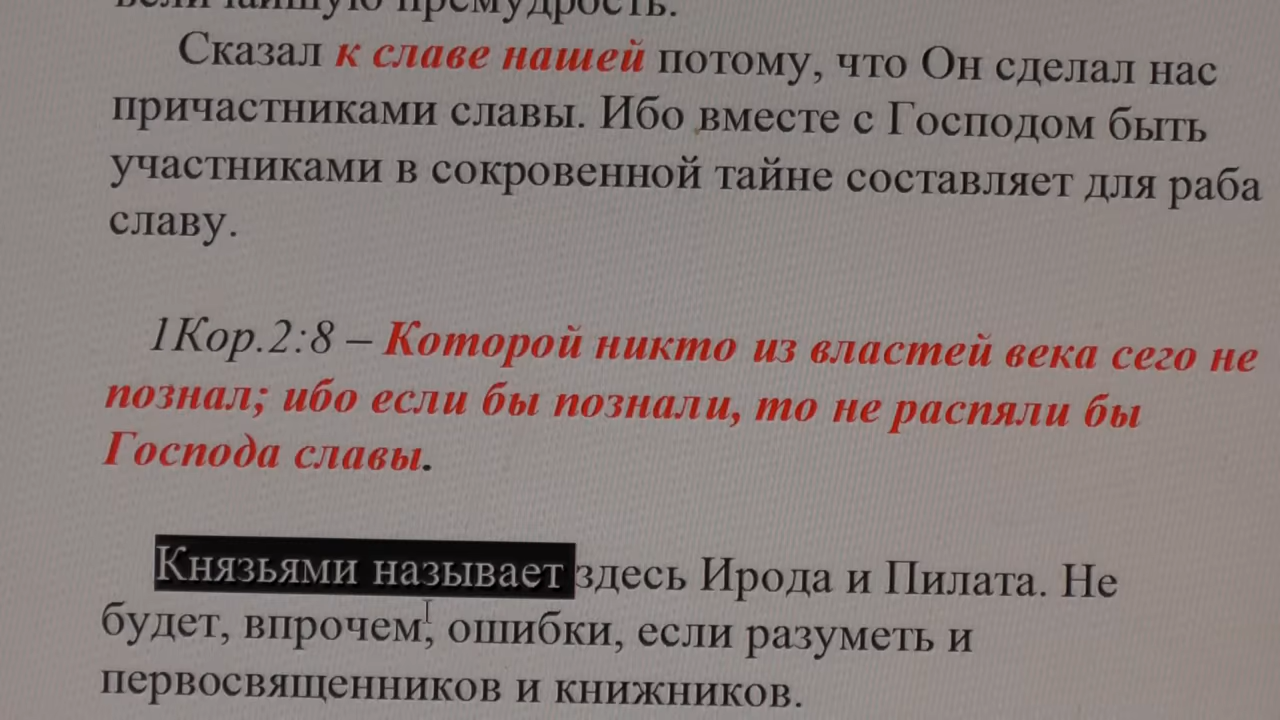 величайшую премудрость.
Сказал к славе нашей потому, что Он сделал нас
причастниками славы. Ибо вместе с Господом быть
участниками в сокровенной тайне составляет для раба
славу.
1Кор.2:8 – Которой никто из властей века сего не
познал; ибо если бы познали, то не распяли бы
Господа славы.
Князьями называет здесь Ирода и Пилата. Не
будет, впрочем, ошибки, если разуметь и
первосвященников и книжников.